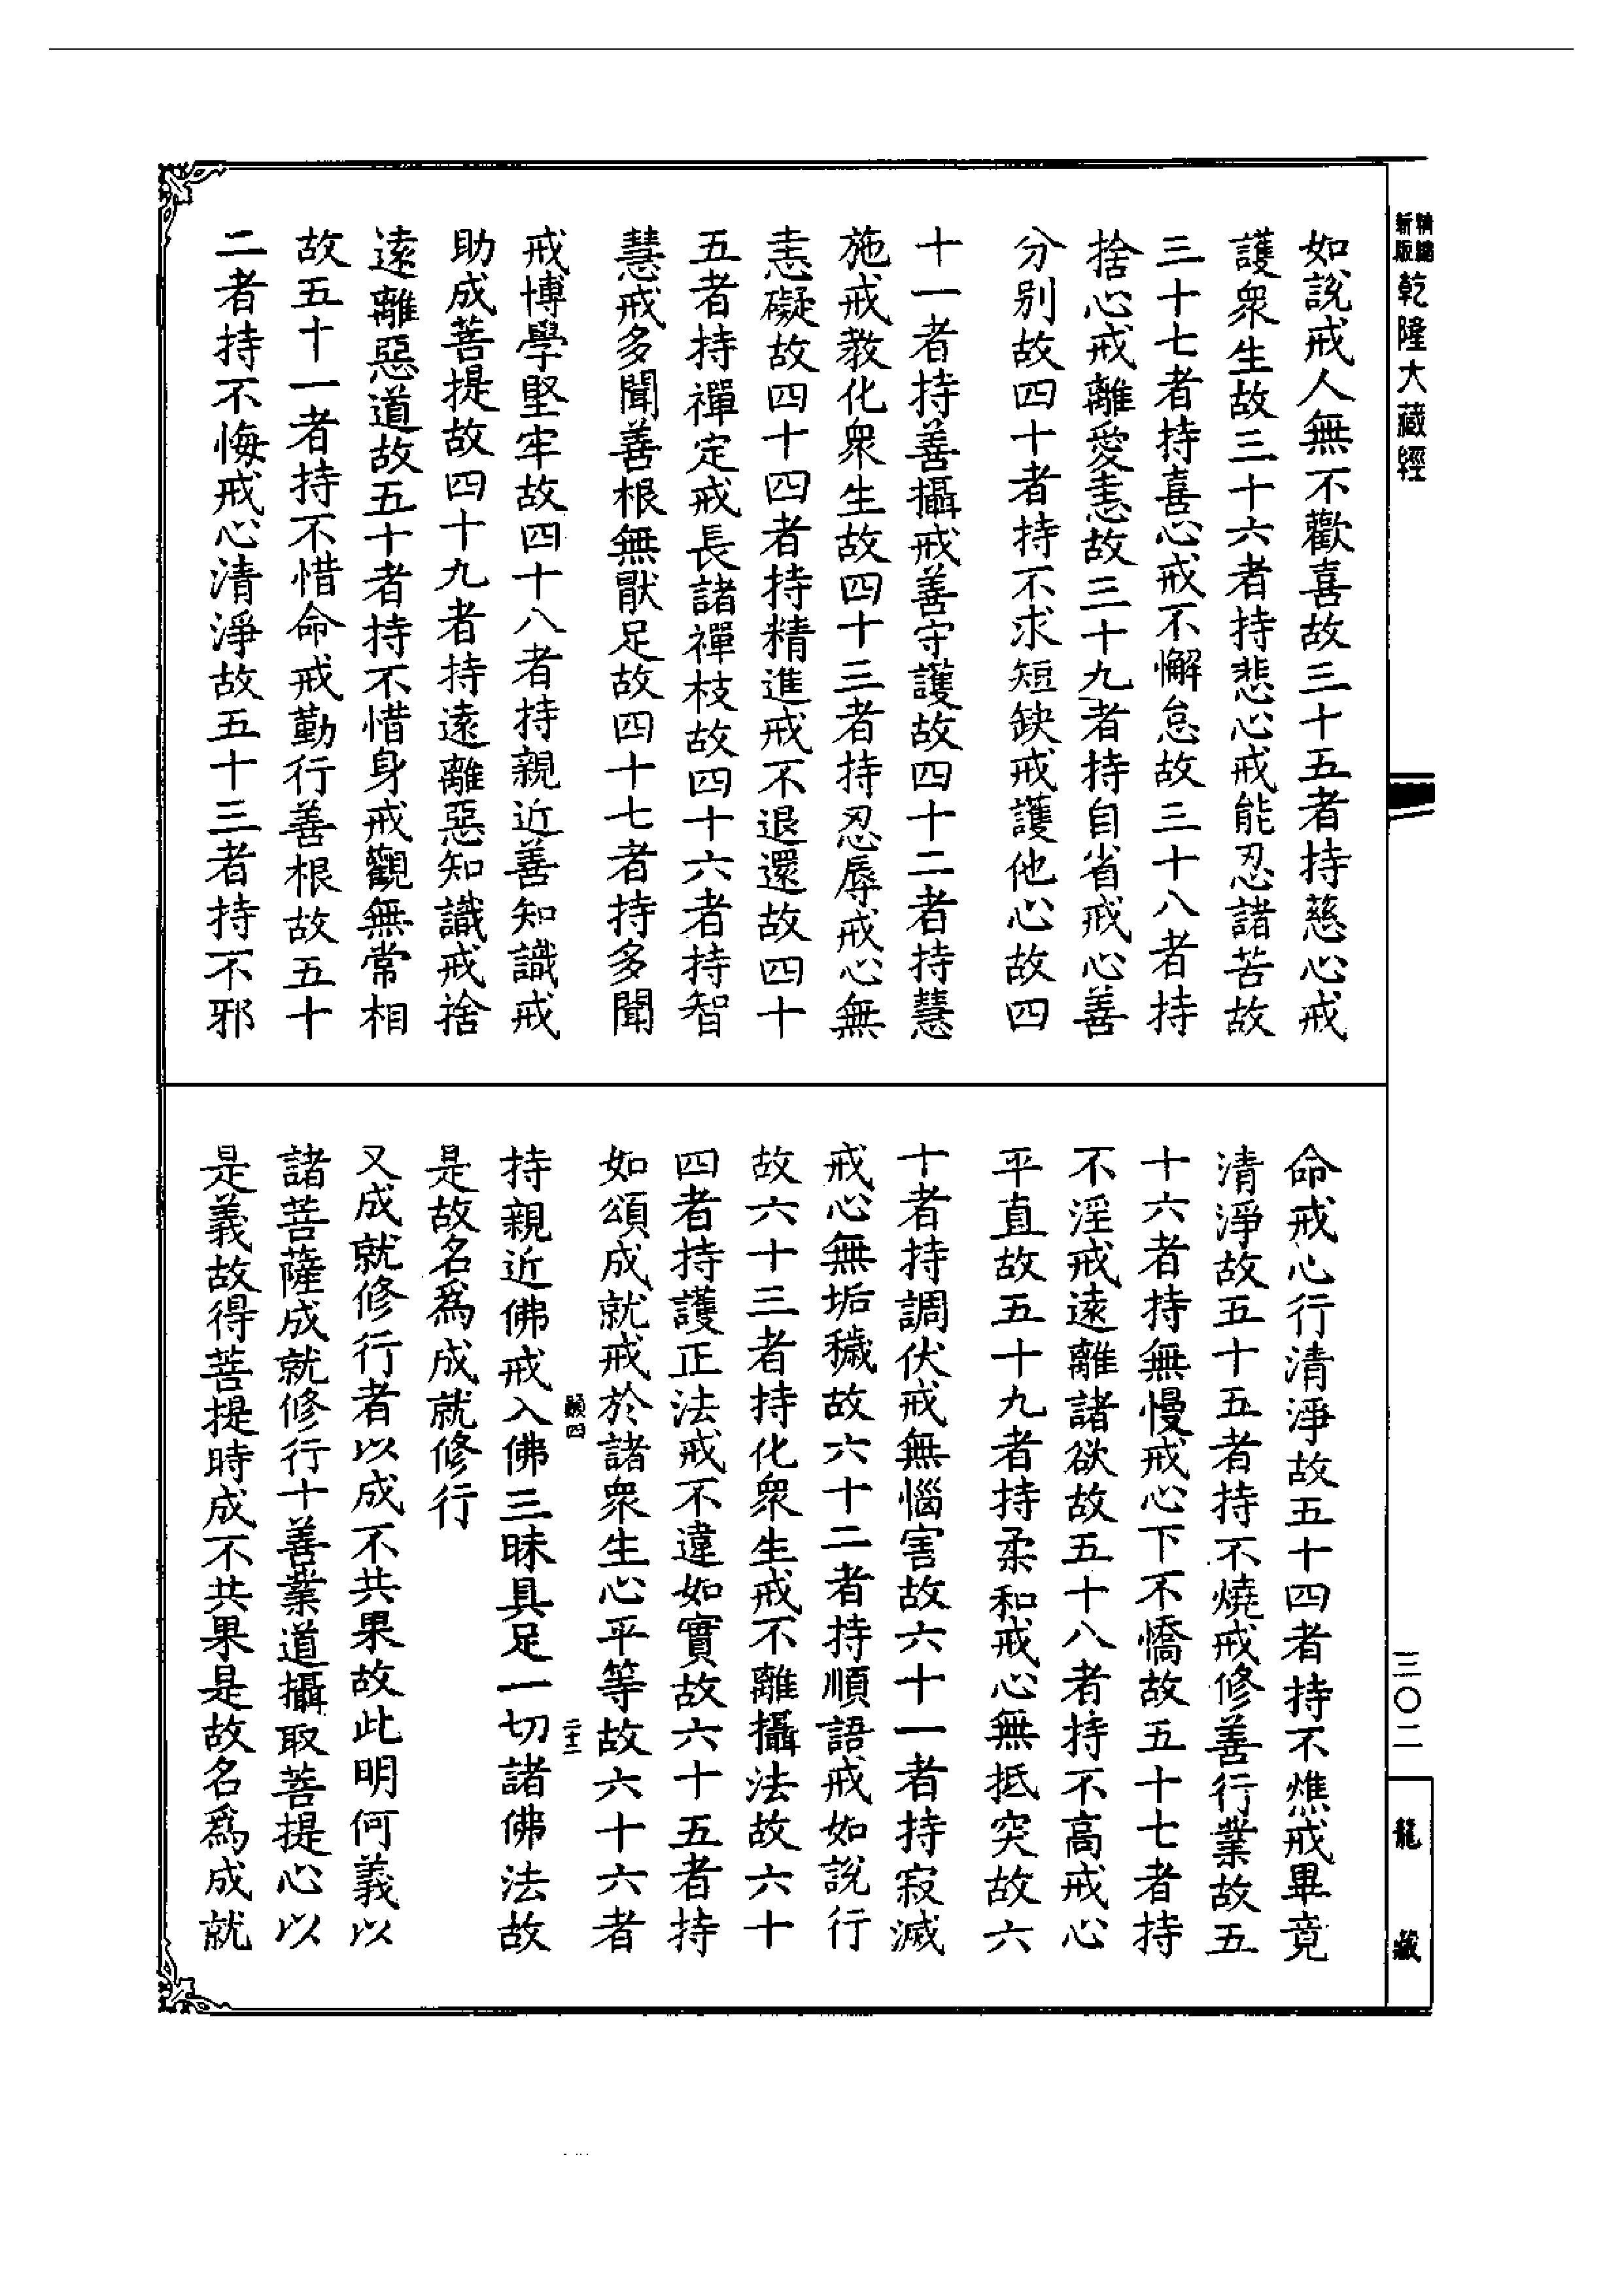 精縮
新版
乾隆大藏經
如說戒人無不歡喜故三十五者持慈心戒
護衆生故三十六者持悲心戒能忍諸苦故
三十七者持喜心戒不懈怠故三十八者持
捨心戒離愛恚故三十九者持自省戒心善
分別故四十者持不求短缺戒護他心故四
十一者持善攝戒善守護故四十二者持慧
施戒教化衆生故四十三者持忍辱戒心無
恚礙故四十四者持精進戒不退還故四十
五者持禪定戒長諸禪枝故四十六者持智
慧戒多聞善根無猒足故四十七者持多聞
戒博學堅牢故四十八者持親近善知識戒
助成菩提故四十九者持遠離惡知識戒捨
遠離惡道故五十者持不惜身戒觀無常相
故五十一者持不惜命戒勤行善根故五十
二者持不悔戒心清淨故五十三者持不邪
命戒心行清淨故五十四者持不燋戒畢竟
清淨故五十五者持不燒戒修善行業故五
十六者持無慢戒心下不憍故五十七者持
不淫戒遠離諸欲故五十八者持不高戒心
平直故五十九者持柔和戒心無抵突故六
十者持調伏戒無惱害故六十一者持寂滅
戒心無垢穢故六十二者持順語戒如說行
故六十三者持化衆生戒不離攝法故六十
四者持護正法戒不違如實故六十五者持
如頌成就戒於諸衆生心平等故六十六者
願四
二十二
持親近佛戒入佛三昧具足一切諸佛法故
是故名爲成就修行
又成就修行者以成不共果故此明何義以
諸菩薩成就修行十善業道攝取菩提心以
是義故得菩提時成不共果是故名爲成就
三〇二
龍藏